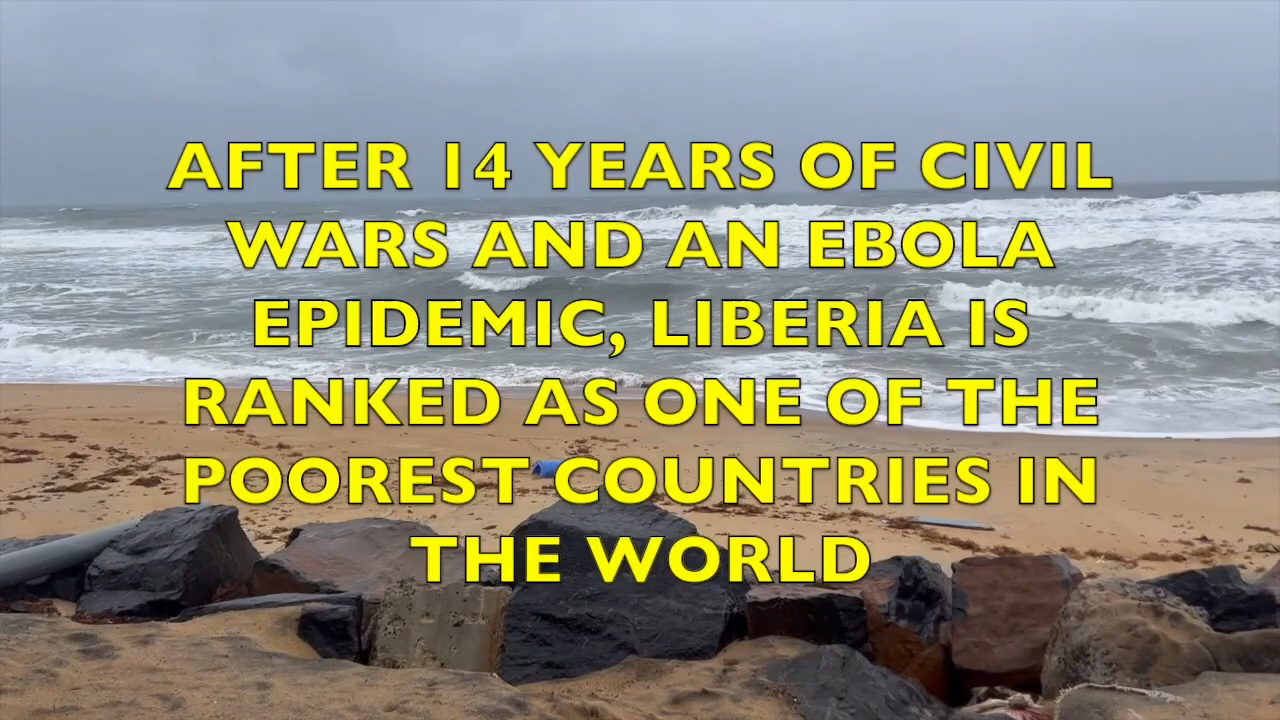 AFTER 14 YEARS OF CIVIL
WARS AND AN EBOLA
EPIDEMIC, LIBERIA IS
RANKED AS ONE OF THE
POOREST COUNTRIES IN
THE WORLD